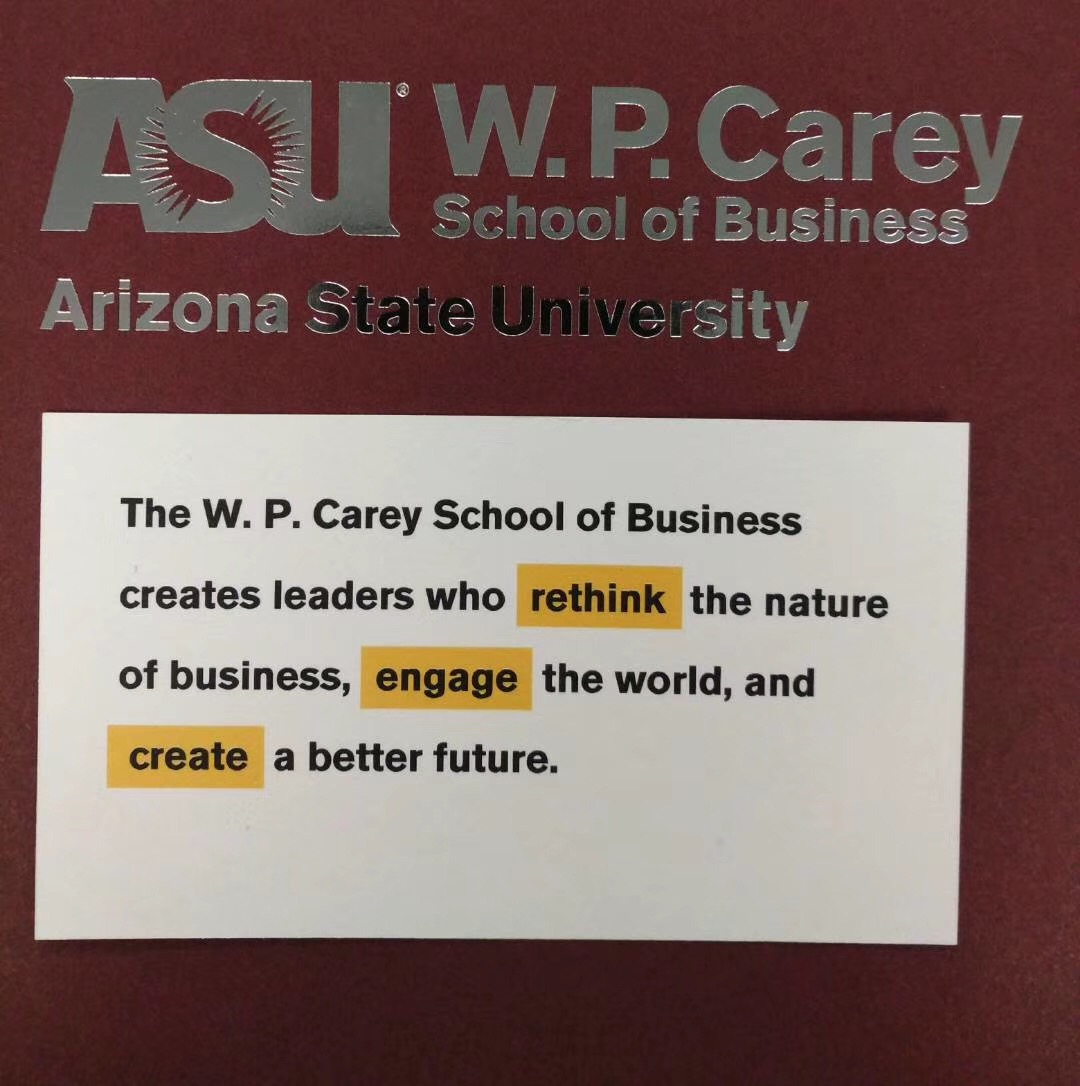 ASU® W. P. Carey
School of Business
Arizona State University
The W. P. Carey School of Business
creates leaders who rethink the nature
of business, engage the world, and
create a better future.